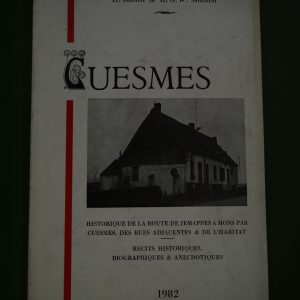 CUESMES
HISTORIQUE DE LA ROUTE DE JEMAPPES A MONS PAR
CUESMES, DES RUES ADJACENTES & DE L'HABITAT
RECITS HISTORIQUES,
BIOGRAPHIQUES & ANECDOTIQUES
1982